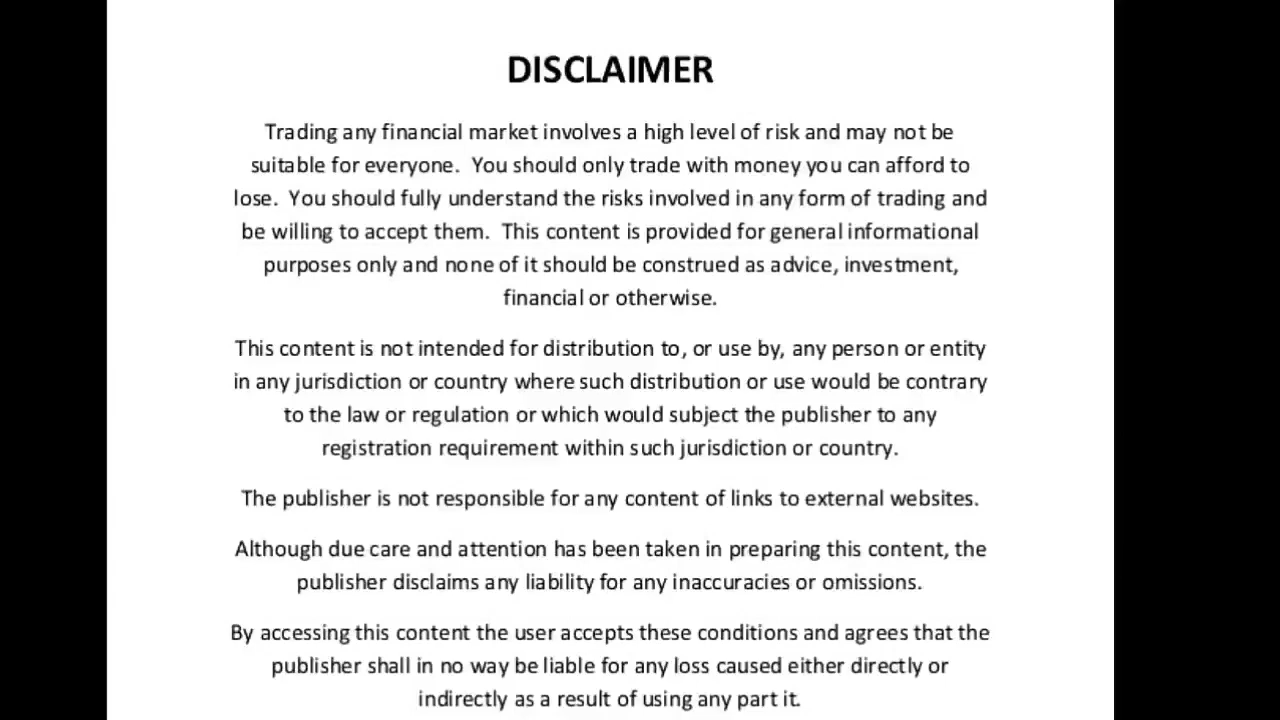 DISCLAIMER
Trading any financial market involves a high level of risk and may not be
suitable for everyone. You should only trade with money you can afford to
lose. You should fully understand the risks involved in any form of trading and
be willing to accept them. This content is provided for general informational
purposes only and none of it should be construed as advice, investment,
financial or otherwise.
This content is not intended for distribution to, or use by, any person or entity
in any jurisdiction or country where such distribution or use would be contrary
to the law or regulation or which would subject the publisher to any
registration requirement within such jurisdiction or country.
The publisher is not responsible for any content of links to external websites.
Although due care and attention has been taken in preparing this content, the
publisher disclaims any liability for any inaccuracies or omissions.
By accessing this content the user accepts these conditions and agrees that the
publisher shall in no way be liable for any loss caused either directly or
indirectly as a result of using any part it.